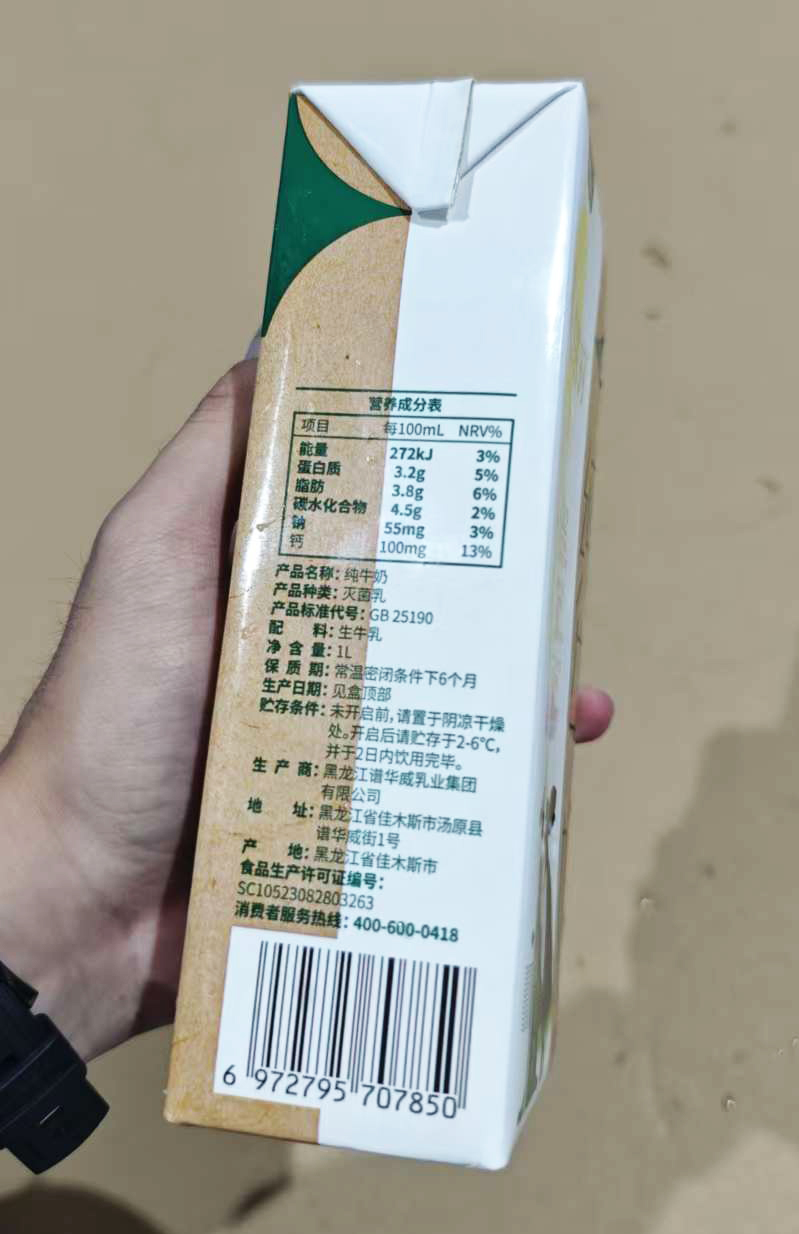 营养成分表
项目 每100mL NRV%
能量 272kJ 3%
蛋白质 3.2g 5%
脂肪 3.8g 6%
碳水化合物 4.5g 2%
钠 55mg 3%
钙 100mg 13%
产品名称：纯牛奶
产品种类：灭菌乳
产品标准代号：GB 25190
配 料：生牛乳
净 含 量：1L
保 质 期：常温密闭条件下6个月
生产日期：见盒顶部
贮存条件：未开启前，请置于阴凉干燥
处。开启后请贮存于2-6℃，
并于2日内饮用完毕。
生 产 商：黑龙江谱华威乳业集团
有限公司
地 址：黑龙江省佳木斯市汤原县
谱华威街1号
产 地：黑龙江省佳木斯市
食品生产许可证编号：
SC10523082803263
消费者服务热线：400-600-0418
6 972795 707850